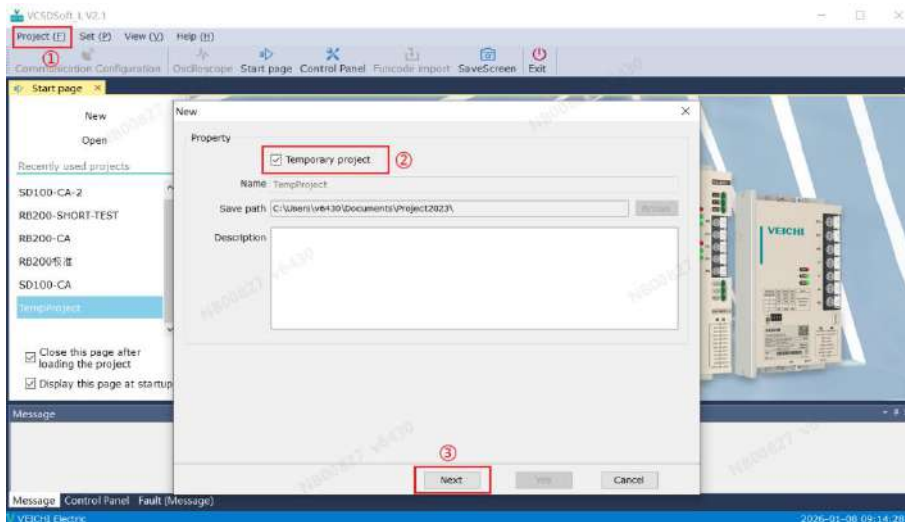 VCSDSoft_L V2.1
Project (F) Set (P) View (V) Help (H)
①
Communication Configuration Oscilloscope Start page Control Panel Funcode import SaveScreen Exit
Start page
New
Open
Recently used projects
SD100-CA-2
RB200-SHORT-TEST
RB200-CA
RB200标准
SD100-CA
TempProject
Close this page after
loading the project
Display this page at startup
New
Property
Temporary project ②
Name TempProject
Save path C:\Users\v6430\Documents\Project2023\
Description
③
Next Yes Cancel
VEICHI
Message
Message Control Panel Fault (Message)
VEICHI Electric 2026-01-08 09:14:28
N800827 v6430